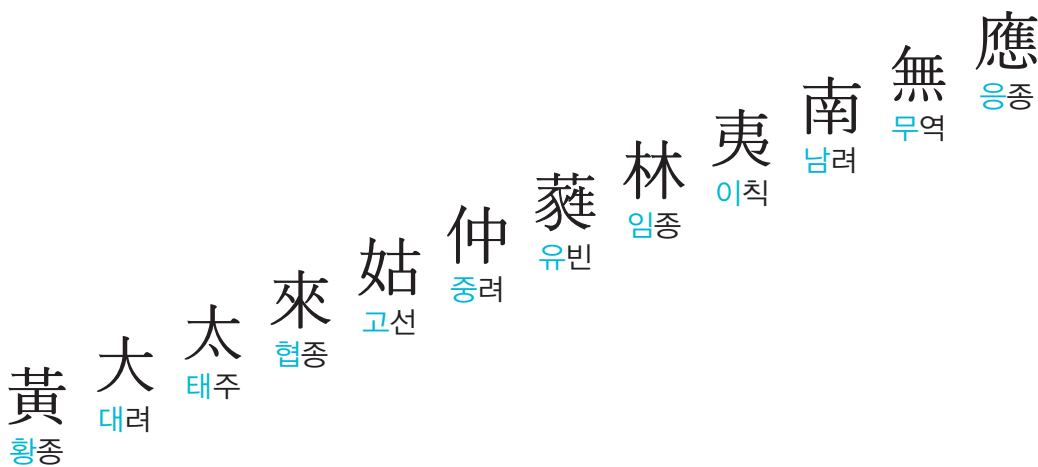 黃
황종
大
대려
太
태주
來
협종
姑
고선
仲
중려
蕤
유빈
林
임종
夷
이칙
南
남려
無
무역
應
응종